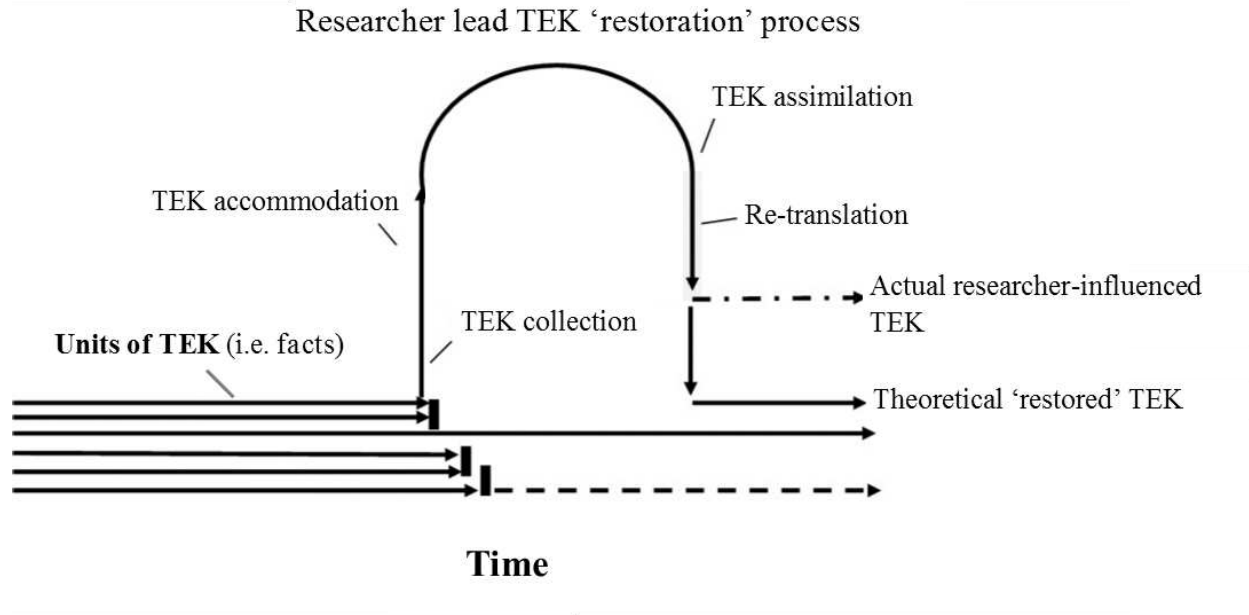 Researcher lead TEK ‘restoration’ process
TEK assimilation
TEK accommodation
Re-translation
Actual researcher-influenced
TEK
TEK collection
Units of TEK (i.e. facts)
Theoretical ‘restored’ TEK
Time